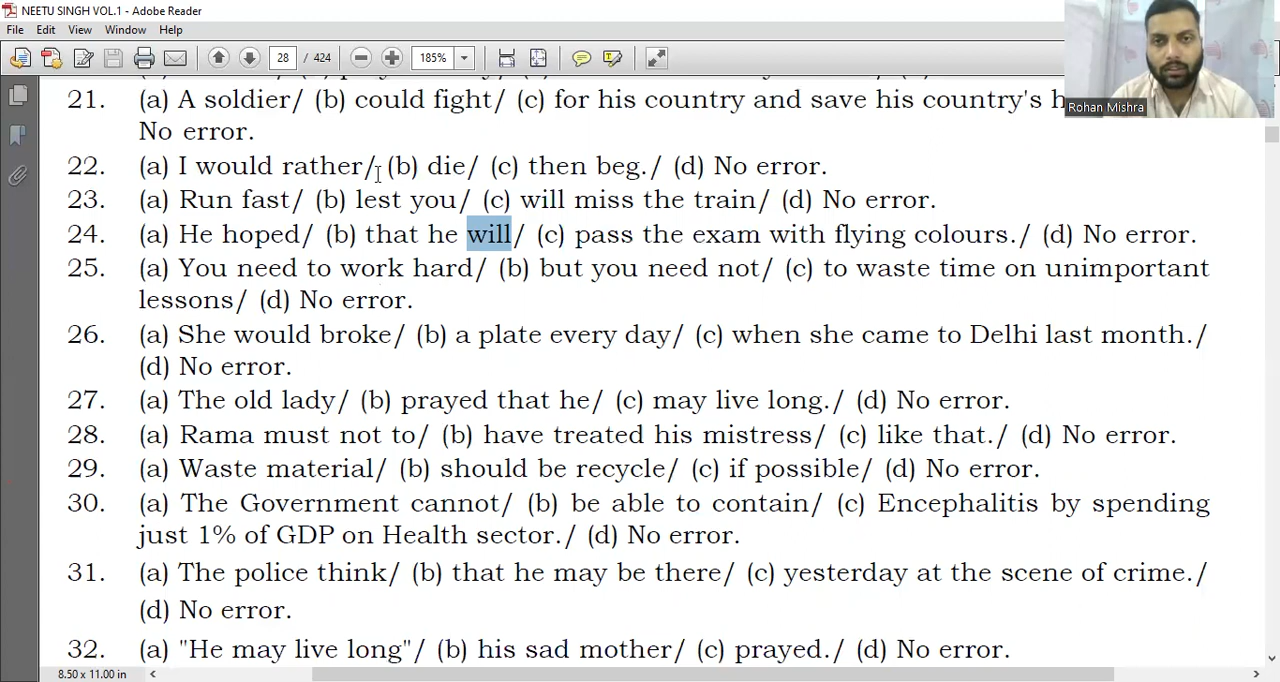 NEETU SINGH VOL.1 - Adobe Reader
File Edit View Window Help
28 / 424 185%
21. (a) A soldier/ (b) could fight/ (c) for his country and save his country's
No error.
Rohan Mishra
22. (a) I would rather/ (b) die/ (c) then beg./ (d) No error.
23. (a) Run fast/ (b) lest you/ (c) will miss the train/ (d) No error.
24. (a) He hoped/ (b) that he will/ (c) pass the exam with flying colours./ (d) No error.
25. (a) You need to work hard/ (b) but you need not/ (c) to waste time on unimportant
lessons/ (d) No error.
26. (a) She would broke/ (b) a plate every day/ (c) when she came to Delhi last month./
(d) No error.
27. (a) The old lady/ (b) prayed that he/ (c) may live long./ (d) No error.
28. (a) Rama must not to/ (b) have treated his mistress/ (c) like that./ (d) No error.
29. (a) Waste material/ (b) should be recycle/ (c) if possible/ (d) No error.
30. (a) The Government cannot/ (b) be able to contain/ (c) Encephalitis by spending
just 1% of GDP on Health sector./ (d) No error.
31. (a) The police think/ (b) that he may be there/ (c) yesterday at the scene of crime./
(d) No error.
32. (a) "He may live long"/ (b) his sad mother/ (c) prayed./ (d) No error.
8.50 x 11.00 in